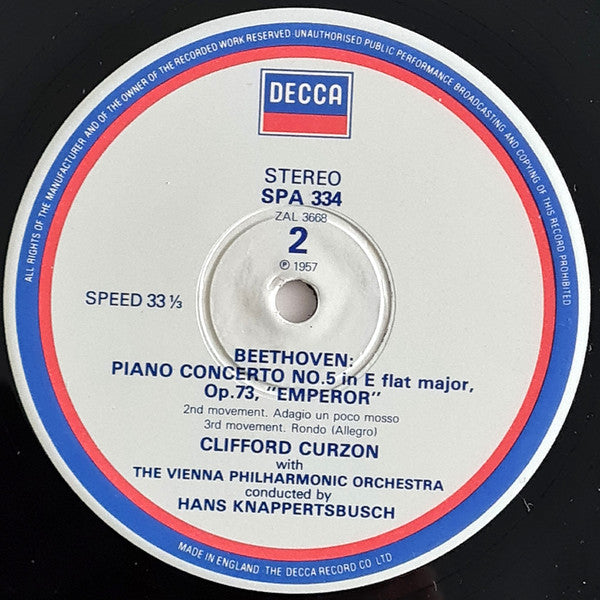 ALL RIGHTS OF THE MANUFACTURER AND OF THE OWNER OF THE RECORDED WORK RESERVED · UNAUTHORISED PUBLIC PERFORMANCE BROADCASTING AND COPYING OF THIS RECORD PROHIBITED
DECCA
STEREO
SPA 334
ZAL 3668
2
℗ 1957
SPEED 33 ⅓
BEETHOVEN:
PIANO CONCERTO NO.5 in E flat major,
Op.73, "EMPEROR"
2nd movement. Adagio un poco mosso
3rd movement. Rondo (Allegro)
CLIFFORD CURZON
with
THE VIENNA PHILHARMONIC ORCHESTRA
conducted by
HANS KNAPPERTSBUSCH
MADE IN ENGLAND THE DECCA RECORD CO LTD